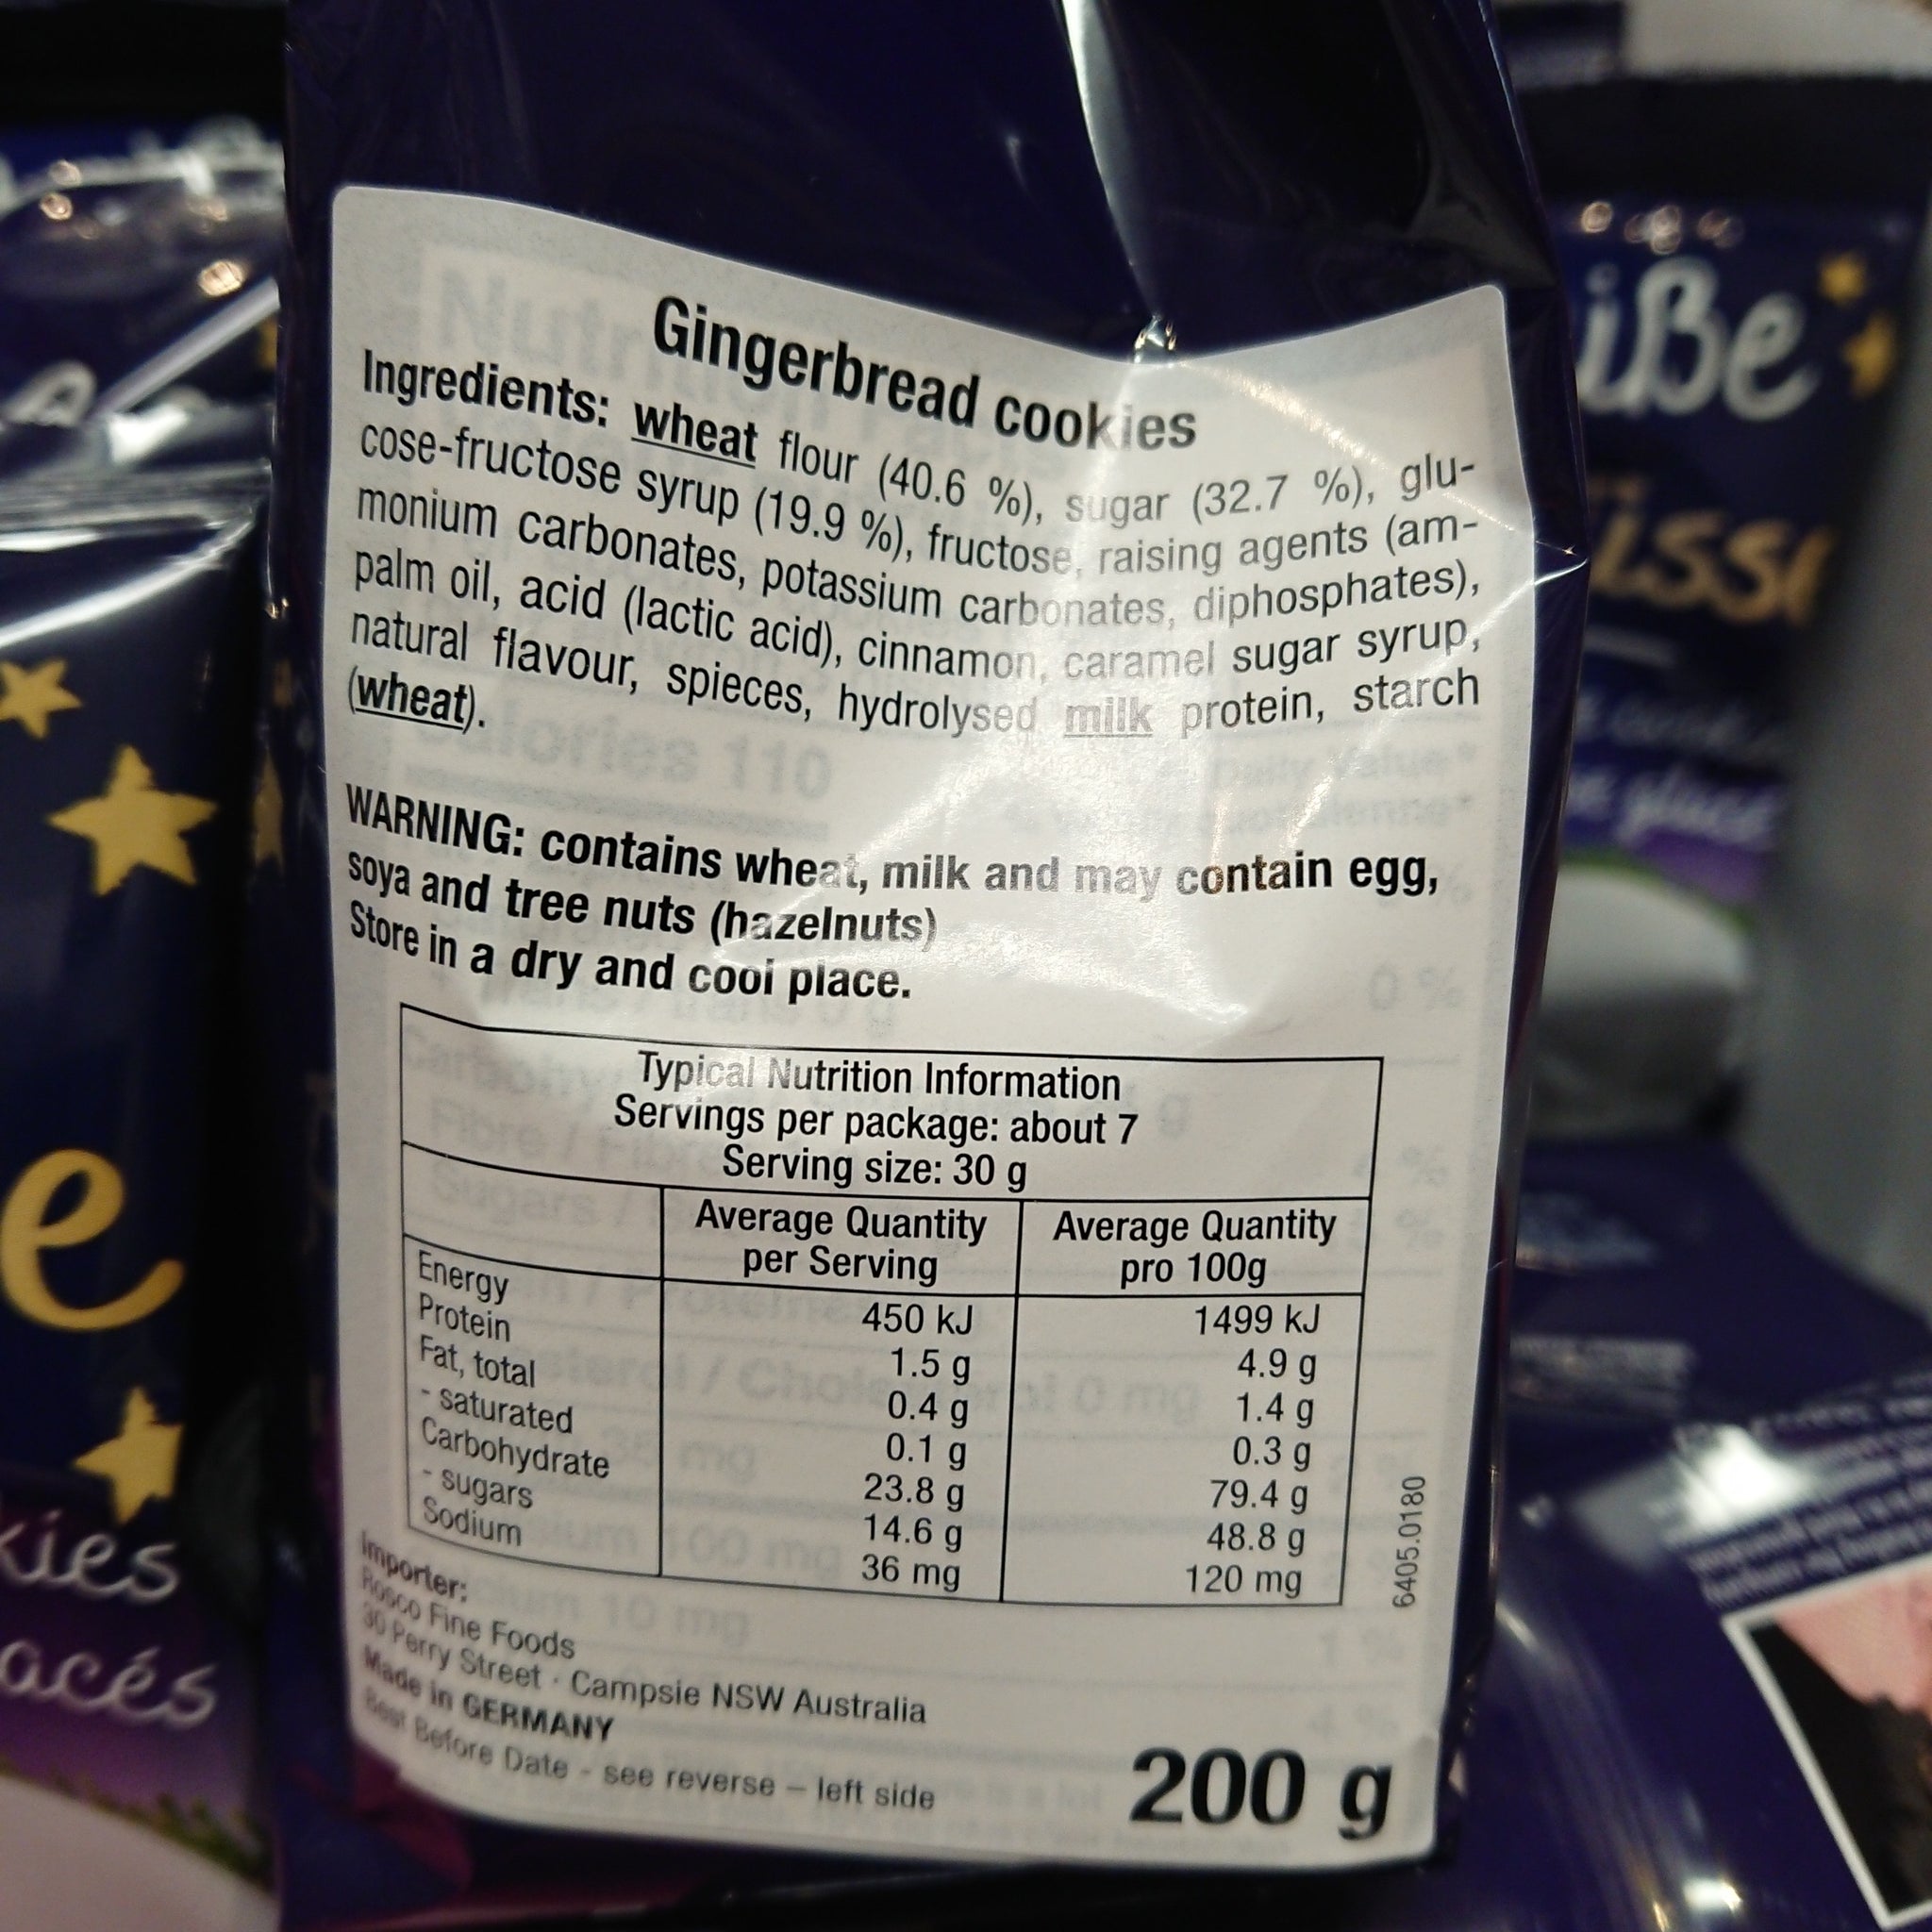 Gingerbread cookies
Ingredients: wheat flour (40.6 %), sugar (32.7 %), glu-
cose-fructose syrup (19.9 %), fructose, raising agents (am-
monium carbonates, potassium carbonates, diphosphates),
palm oil, acid (lactic acid), cinnamon, caramel sugar syrup,
natural flavour, spieces, hydrolysed milk protein, starch
(wheat).
WARNING: contains wheat, milk and may contain egg,
soya and tree nuts (hazelnuts)
Store in a dry and cool place.
Typical Nutrition Information
Servings per package: about 7
Serving size: 30 g
Average Quantity per Serving Average Quantity pro 100g
Energy 450 kJ 1499 kJ
Protein 1.5 g 4.9 g
Fat, total 0.4 g 1.4 g
- saturated 0.1 g 0.3 g
Carbohydrate 23.8 g 79.4 g
- sugars 14.6 g 48.8 g
Sodium 36 mg 120 mg
6405.0180
Importer:
Rosco Fine Foods
30 Perry Street · Campsie NSW Australia
Made in GERMANY
Best Before Date - see reverse – left side
200 g
e
kies
acés
iße
isse